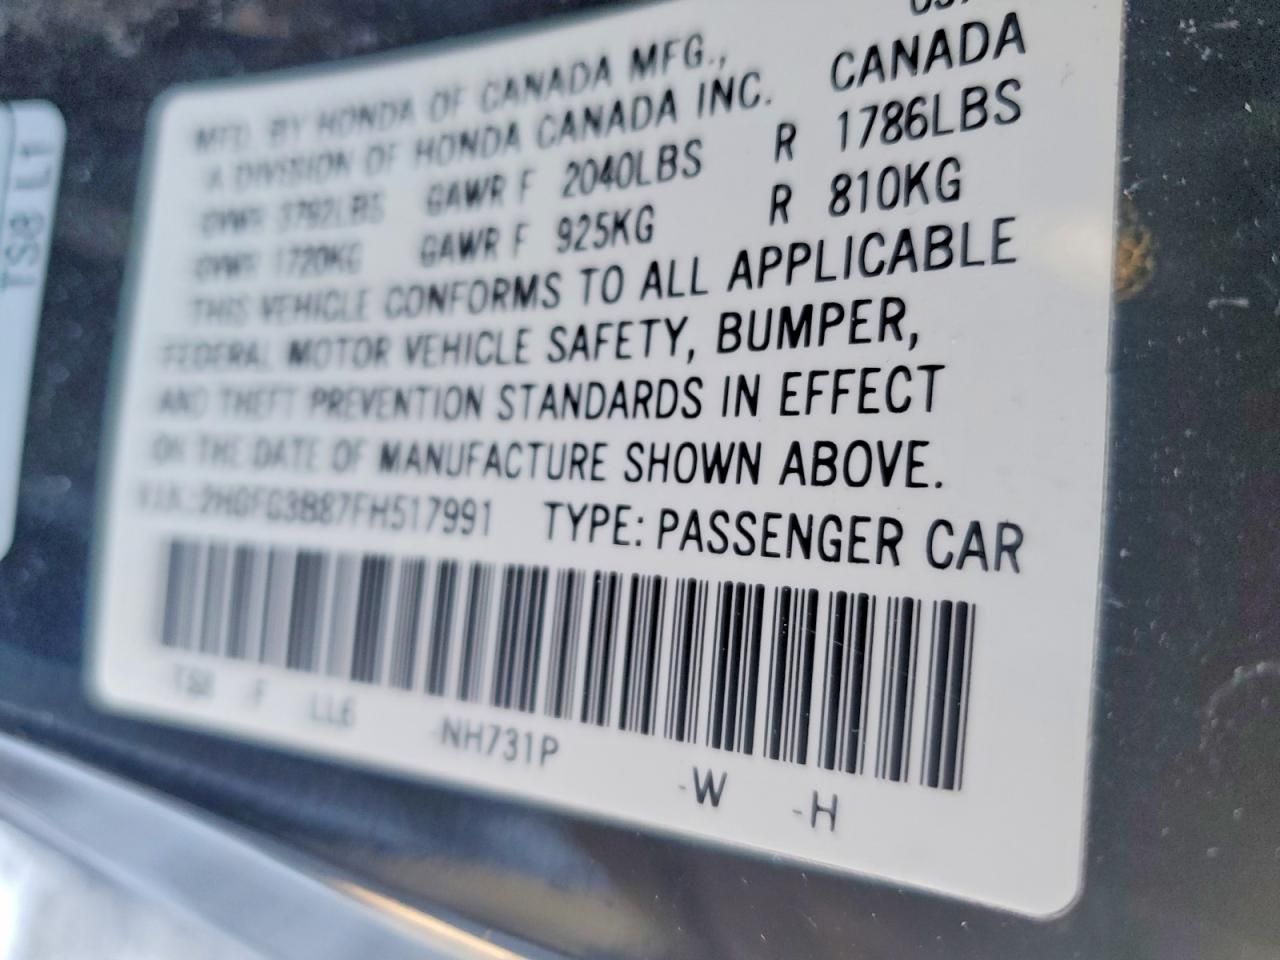 CANADA
MFD. BY HONDA OF CANADA MFG.,
A DIVISION OF HONDA CANADA INC.
GVWR 3792LBS GAWR F 2040LBS R 1786LBS
GVWR 1720KG GAWR F 925KG R 810KG
THIS VEHICLE CONFORMS TO ALL APPLICABLE
FEDERAL MOTOR VEHICLE SAFETY, BUMPER,
AND THEFT PREVENTION STANDARDS IN EFFECT
ON THE DATE OF MANUFACTURE SHOWN ABOVE.
2HGFG3B87FH517991 TYPE: PASSENGER CAR
TS8 F LL6 -NH731P -W -H
TS8 L1